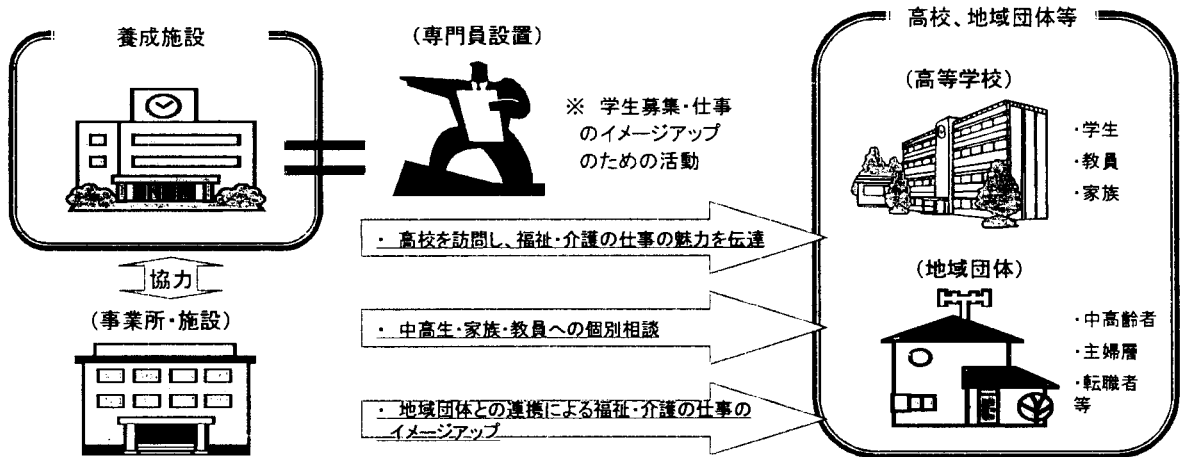 養成施設
(専門員設置)
※ 学生募集・仕事
のイメージアップ
のための活動
協力
(事業所・施設)
・ 高校を訪問し、福祉・介護の仕事の魅力を伝達
・ 中高生・家族・教員への個別相談
・ 地域団体との連携による福祉・介護の仕事の
イメージアップ
高校、地域団体等
(高等学校)
・学生
・教員
・家族
(地域団体)
・中高齢者
・主婦層
・転職者
等